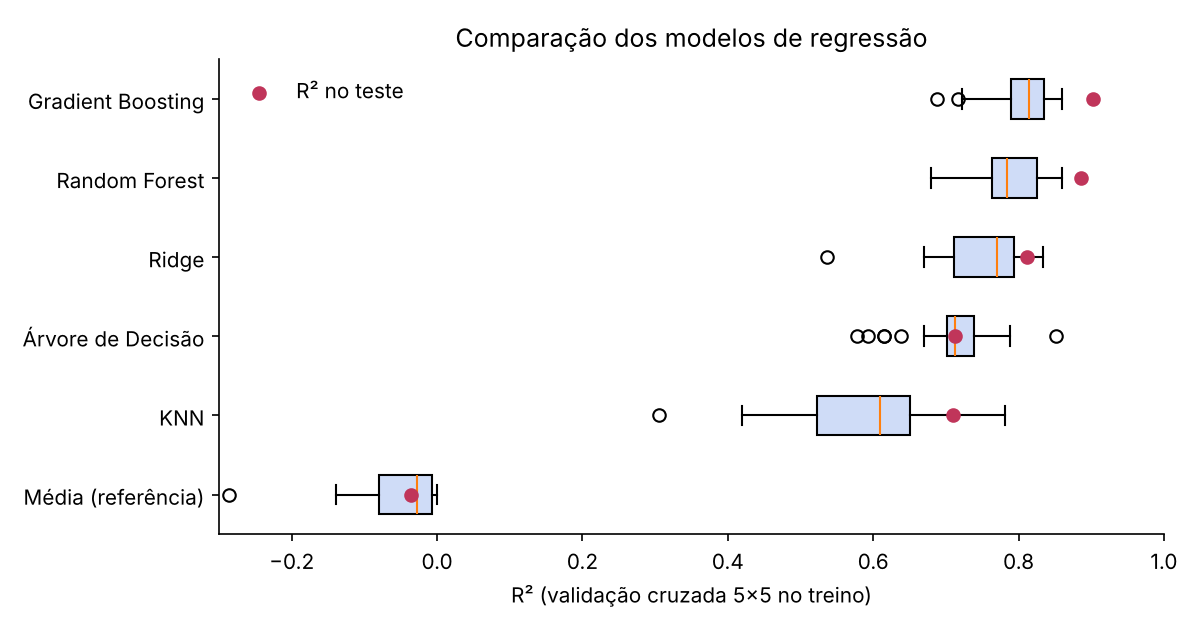 Comparação dos modelos de regressão
R² no teste
Gradient Boosting
Random Forest
Ridge
Árvore de Decisão
KNN
Média (referência)
−0.2 0.0 0.2 0.4 0.6 0.8 1.0
R² (validação cruzada 5×5 no treino)